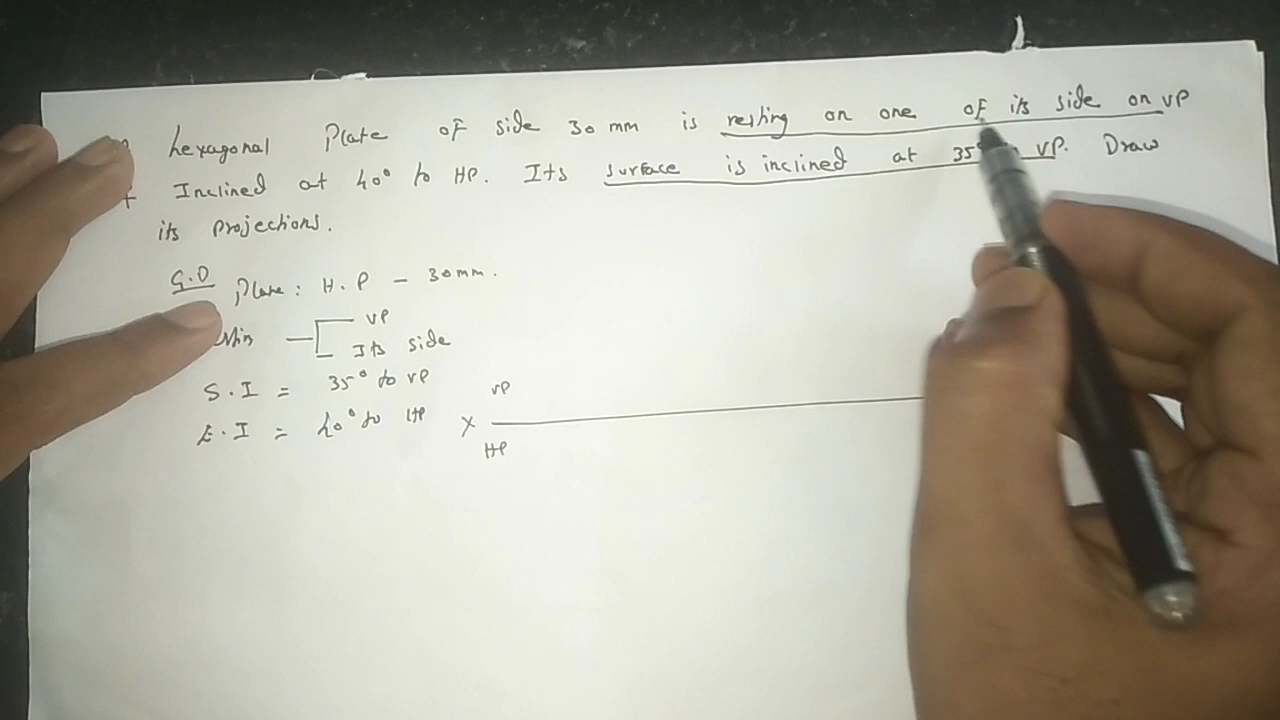 hexagonal Plate of side 30 mm is resting on one of its side on VP
Inclined at 40° to HP. Its surface is inclined at 35° VP. Draw
its projections.
G.D
Plate: H.P - 30mm.
VP
Its side
S.I = 35° to VP
E.I = 40° to HP
VP
X
HP